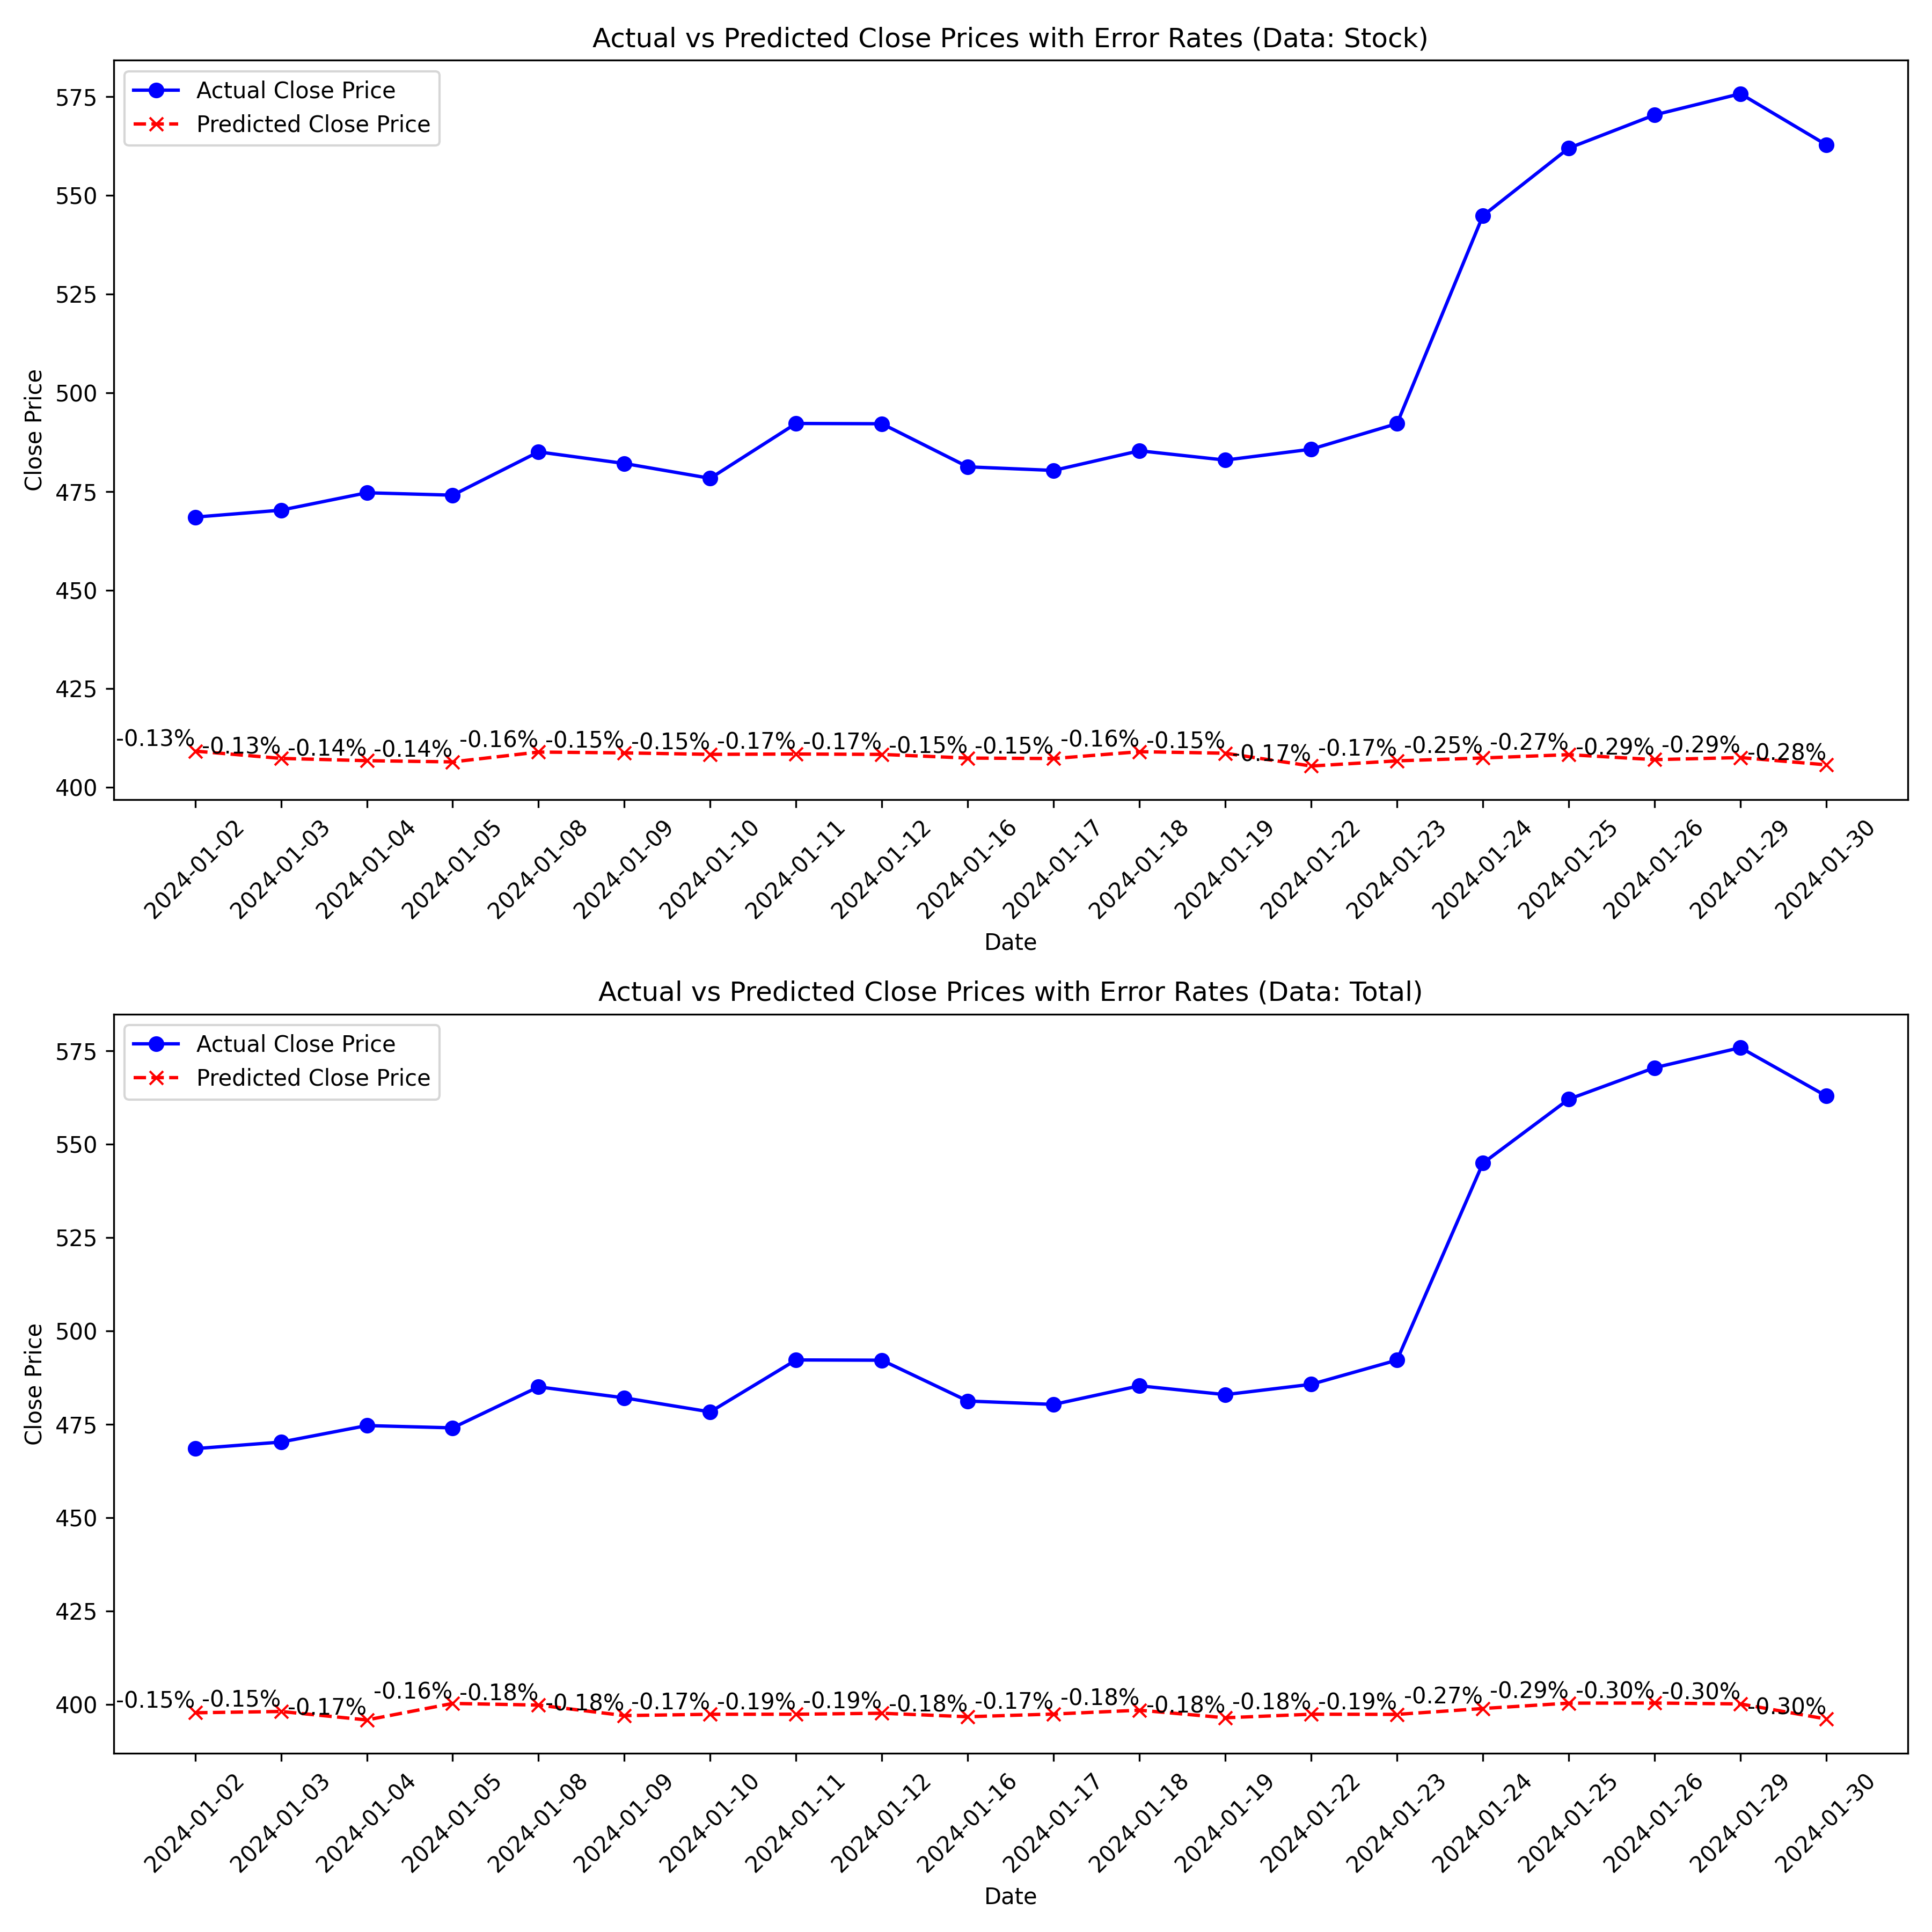 Actual vs Predicted Close Prices with Error Rates (Data: Stock)
Actual Close Price
Predicted Close Price
575
550
525
500
475
450
425
400
Close Price
-0.13% -0.13% -0.14% -0.14% -0.16% -0.15% -0.15% -0.17% -0.17% -0.15% -0.15% -0.16% -0.15% -0.17% -0.17% -0.25% -0.27% -0.29% -0.29% -0.28%
2024-01-02 2024-01-03 2024-01-04 2024-01-05 2024-01-08 2024-01-09 2024-01-10 2024-01-11 2024-01-12 2024-01-16 2024-01-17 2024-01-18 2024-01-19 2024-01-22 2024-01-23 2024-01-24 2024-01-25 2024-01-26 2024-01-29 2024-01-30
Date
Actual vs Predicted Close Prices with Error Rates (Data: Total)
Actual Close Price
Predicted Close Price
575
550
525
500
475
450
425
400
Close Price
-0.15% -0.15% -0.17% -0.16% -0.18% -0.18% -0.17% -0.19% -0.19% -0.18% -0.17% -0.18% -0.18% -0.18% -0.19% -0.27% -0.29% -0.30% -0.30% -0.30%
2024-01-02 2024-01-03 2024-01-04 2024-01-05 2024-01-08 2024-01-09 2024-01-10 2024-01-11 2024-01-12 2024-01-16 2024-01-17 2024-01-18 2024-01-19 2024-01-22 2024-01-23 2024-01-24 2024-01-25 2024-01-26 2024-01-29 2024-01-30
Date